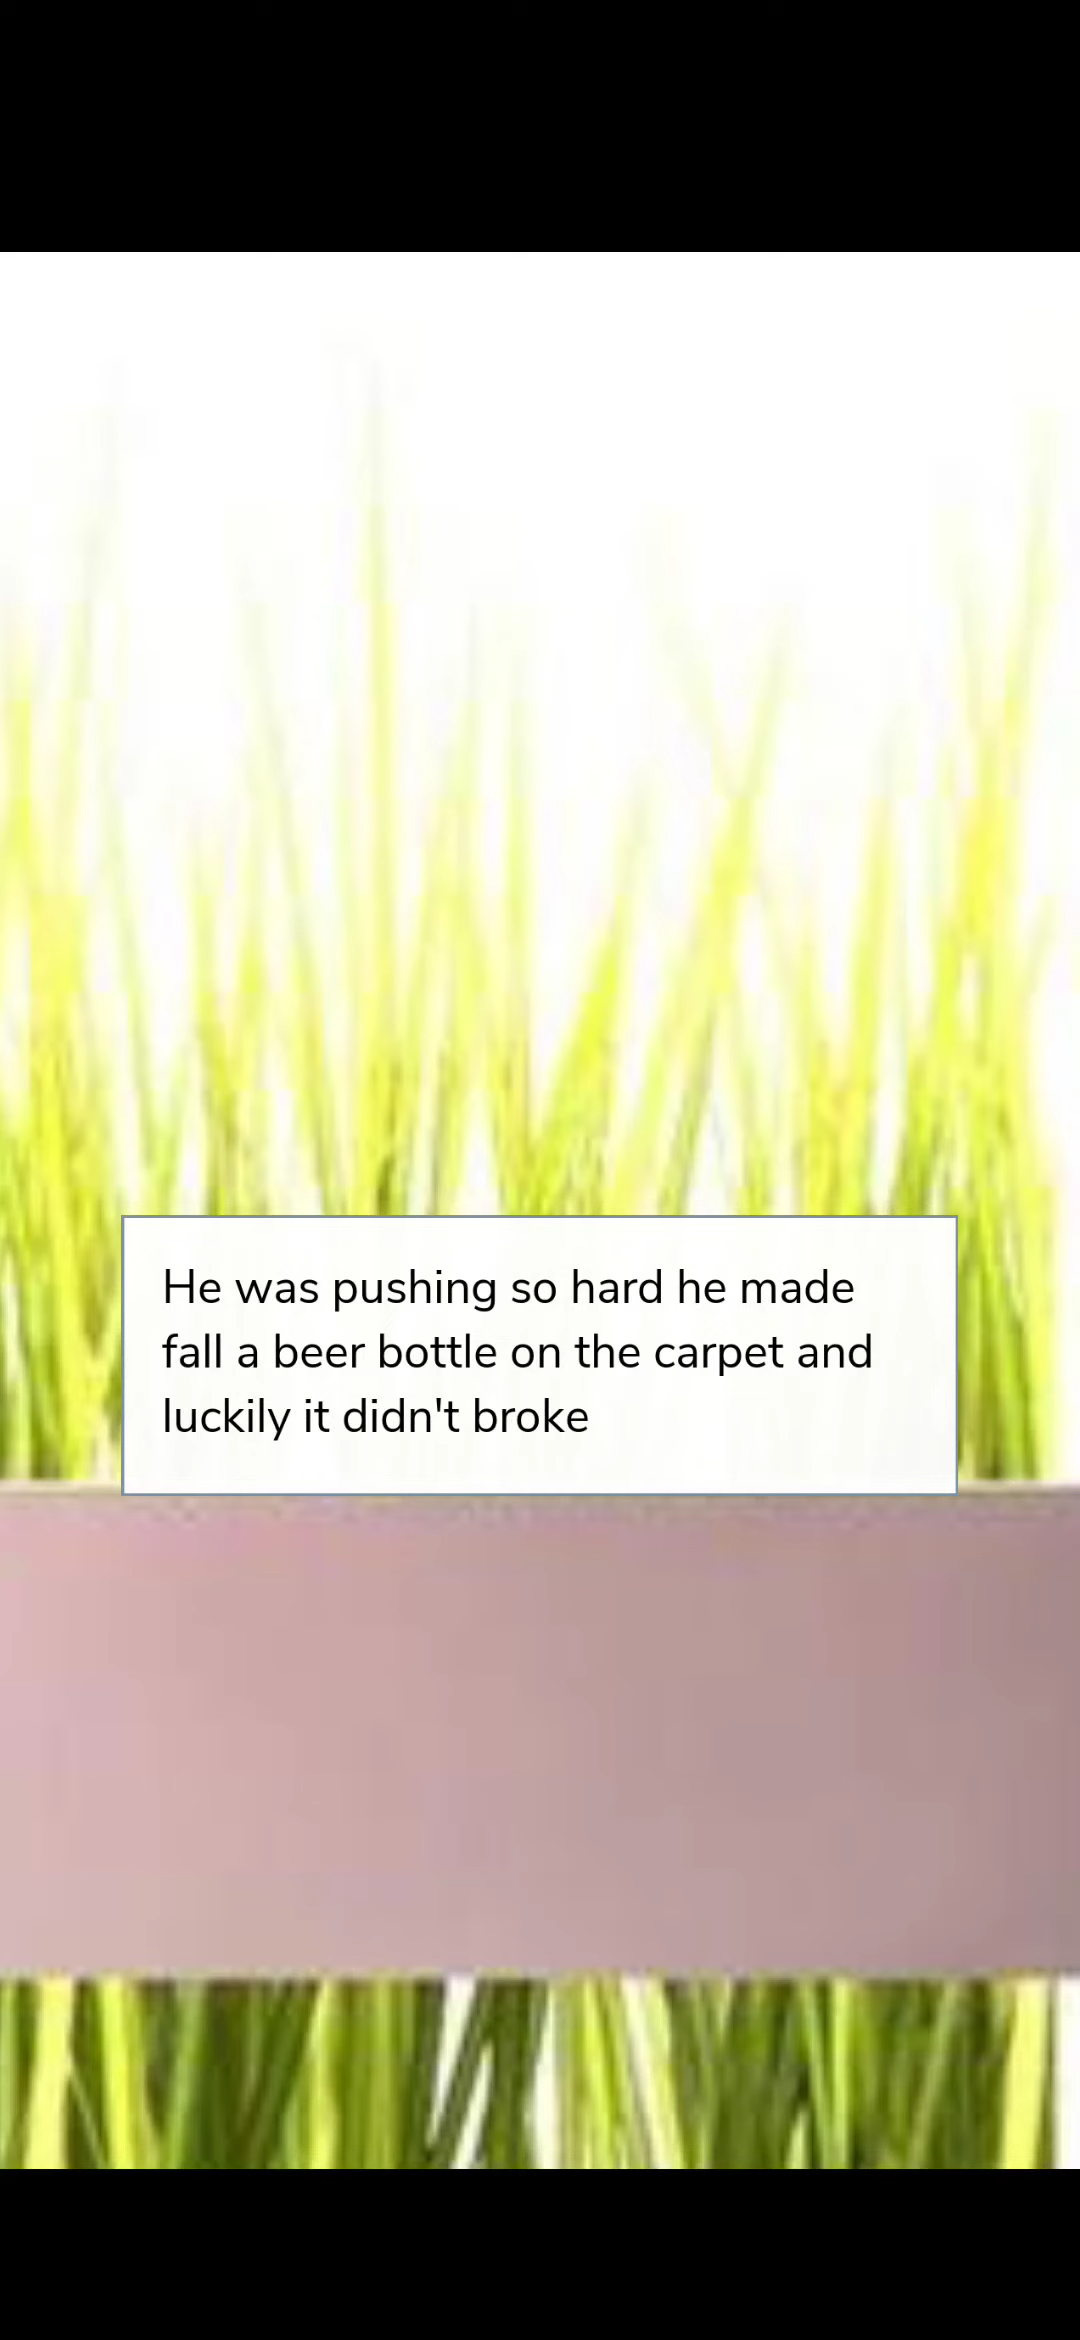 He was pushing so hard he made
fall a beer bottle on the carpet and
luckily it didn't broke